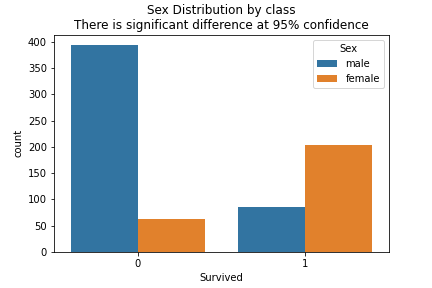 Sex Distribution by class
There is significant difference at 95% confidence
Sex
male
female
400
350
300
250
200
150
100
50
0
count
0
1
Survived